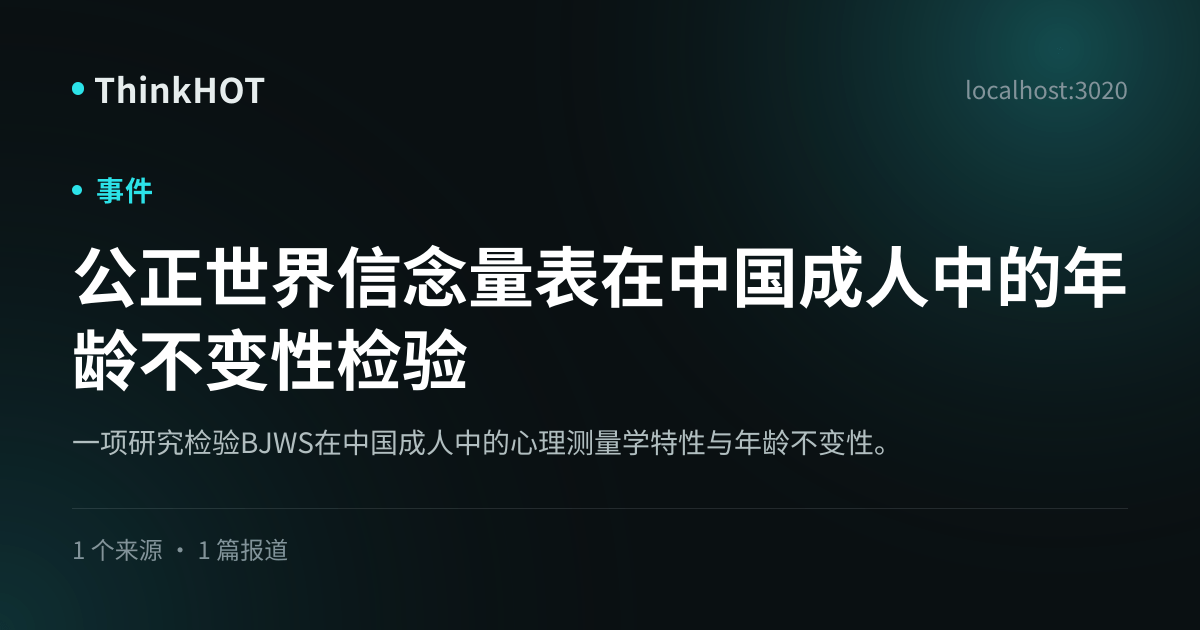 ThinkHOT
localhost:3020
事件
公正世界信念量表在中国成人中的年
龄不变性检验
一项研究检验BJWS在中国成人中的心理测量学特性与年龄不变性。
1 个来源 · 1 篇报道